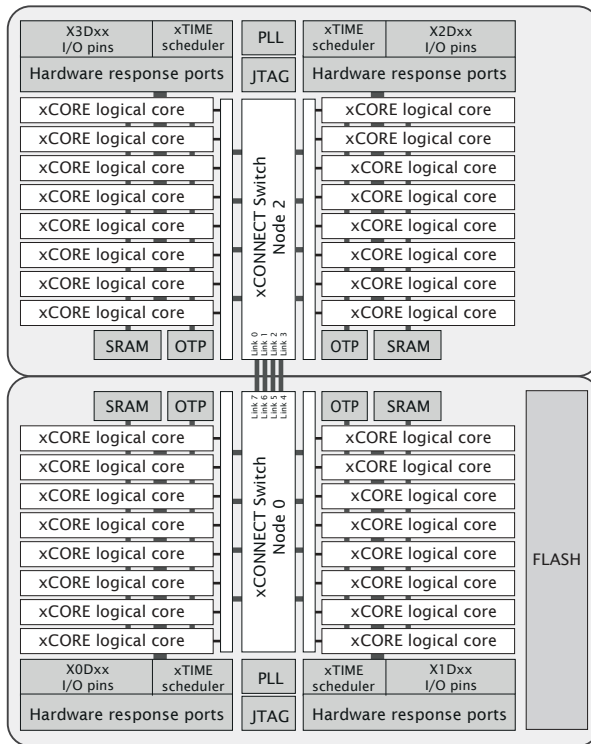 X3Dxx
I/O pins
xTIME
scheduler
PLL
xTIME
scheduler
X2Dxx
I/O pins
Hardware response ports
JTAG
Hardware response ports
xCORE logical core
xCORE logical core
xCORE logical core
xCORE logical core
xCORE logical core
xCORE logical core
xCORE logical core
xCORE logical core
xCONNECT Switch
Node 2
xCORE logical core
xCORE logical core
xCORE logical core
xCORE logical core
xCORE logical core
xCORE logical core
xCORE logical core
xCORE logical core
SRAM
OTP
Link 0
Link 1
Link 2
Link 3
OTP
SRAM
SRAM
OTP
Link 7
Link 6
Link 5
Link 4
OTP
SRAM
xCORE logical core
xCORE logical core
xCORE logical core
xCORE logical core
xCORE logical core
xCORE logical core
xCORE logical core
xCORE logical core
xCONNECT Switch
Node 0
xCORE logical core
xCORE logical core
xCORE logical core
xCORE logical core
xCORE logical core
xCORE logical core
xCORE logical core
xCORE logical core
FLASH
X0Dxx
I/O pins
xTIME
scheduler
PLL
xTIME
scheduler
X1Dxx
I/O pins
Hardware response ports
JTAG
Hardware response ports